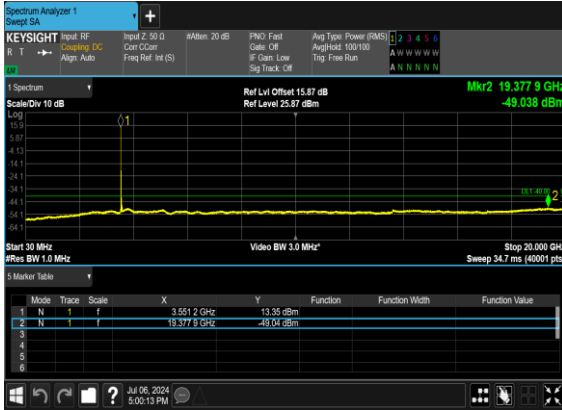 Spectrum Analyzer 1
Swept SA
+
KEYSIGHT
R T
Input: RF
Coupling: DC
Align: Auto
Input Z: 50 Ω
Corr CCorr
Freq Ref: Int (S)
#Atten: 20 dB
PNO: Fast
Gate: Off
IF Gain: Low
Sig Track: Off
Avg Type: Power (RMS)
Avg|Hold: 100/100
Trig: Free Run
1 2 3 4 5 6
A W W W W W
A N N N N N
1 Spectrum
Scale/Div 10 dB
Ref Lvl Offset 15.87 dB
Ref Level 25.87 dBm
Mkr2 19.377 9 GHz
-49.038 dBm
Log
15.9
5.87
-4.13
-14.1
-24.1
-34.1
-44.1
-54.1
-64.1
1
DL1 -40.00
2
Start 30 MHz
#Res BW 1.0 MHz
Video BW 3.0 MHz*
Stop 20.000 GHz
Sweep 34.7 ms (40001 pts)
5 Marker Table
Mode Trace Scale X Y Function Function Width Function Value
1 N 1 f 3.551 2 GHz 13.35 dBm
2 N 1 f 19.377 9 GHz -49.04 dBm
3
4
5
6
?
Jul 06, 2024
5:00:13 PM